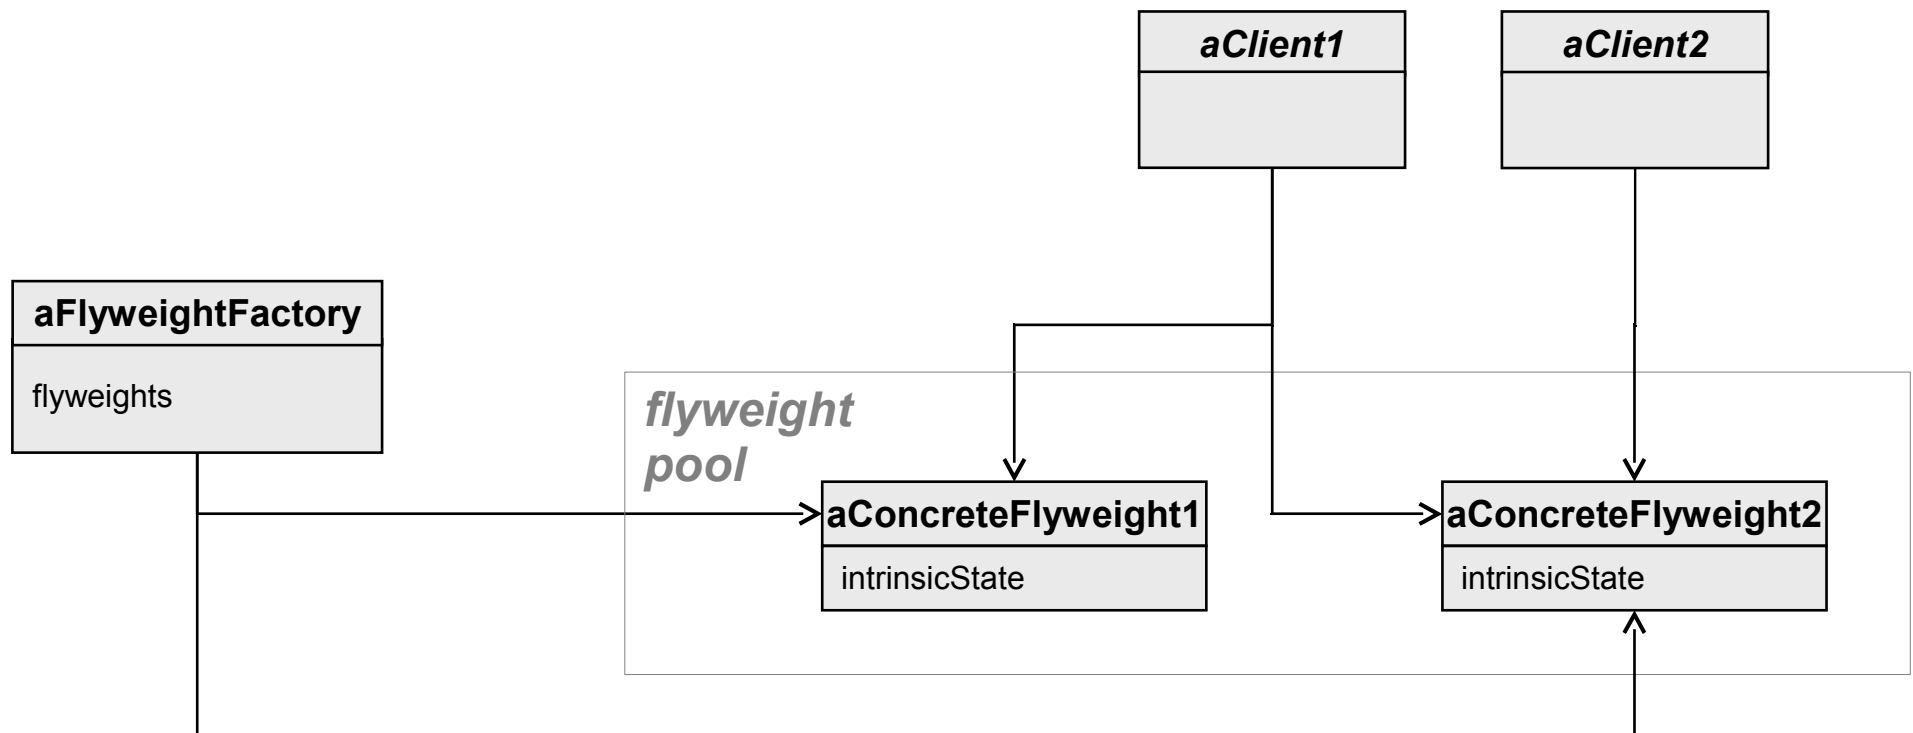 aClient1
aClient2
aFlyweightFactory
flyweights
flyweight
pool
aConcreteFlyweight1
intrinsicState
aConcreteFlyweight2
intrinsicState